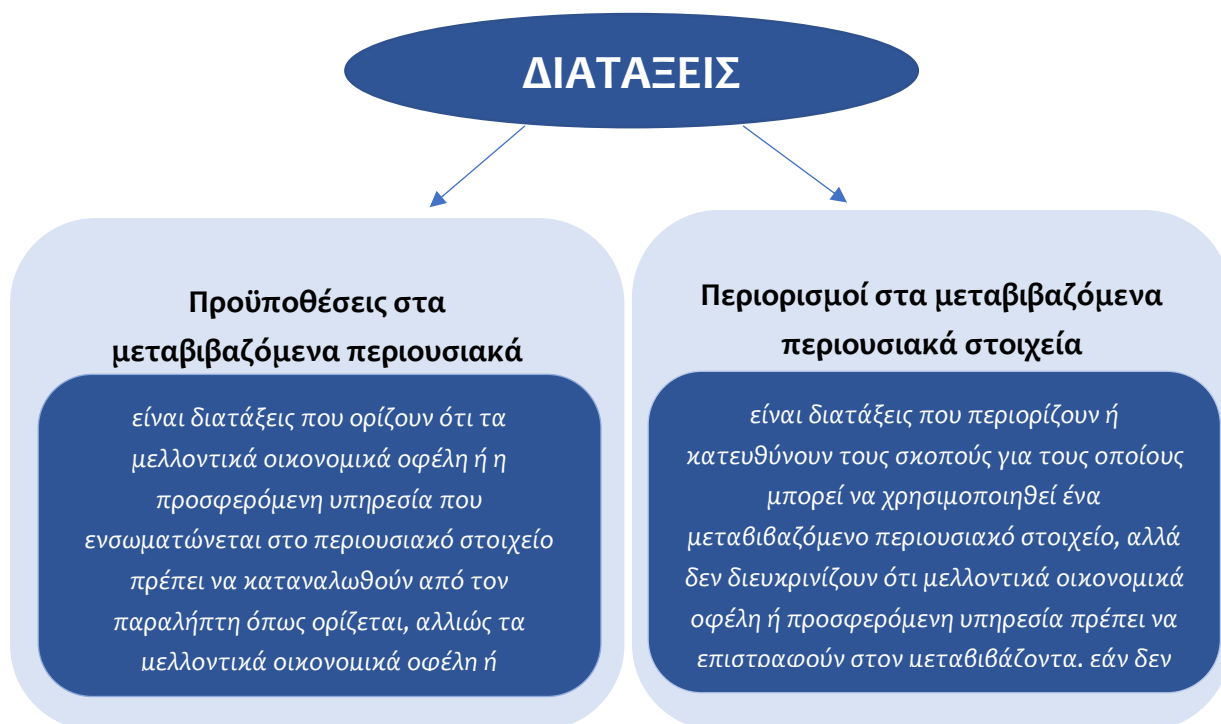 ΔΙΑΤΑΞΕΙΣ
Προϋποθέσεις στα
μεταβιβαζόμενα περιουσιακά
είναι διατάξεις που ορίζουν ότι τα
μελλοντικά οικονομικά οφέλη ή η
προσφερόμενη υπηρεσία που
ενσωματώνεται στο περιουσιακό στοιχείο
πρέπει να καταναλωθούν από τον
παραλήπτη όπως ορίζεται, αλλιώς τα
μελλοντικά οικονομικά οφέλη ή
Περιορισμοί στα μεταβιβαζόμενα
περιουσιακά στοιχεία
είναι διατάξεις που περιορίζουν ή
κατευθύνουν τους σκοπούς για τους οποίους
μπορεί να χρησιμοποιηθεί ένα
μεταβιβαζόμενο περιουσιακό στοιχείο, αλλά
δεν διευκρινίζουν ότι μελλοντικά οικονομικά
οφέλη ή προσφερόμενη υπηρεσία πρέπει να
επιστραφούν στον μεταβιβάζοντα. εάν δεν